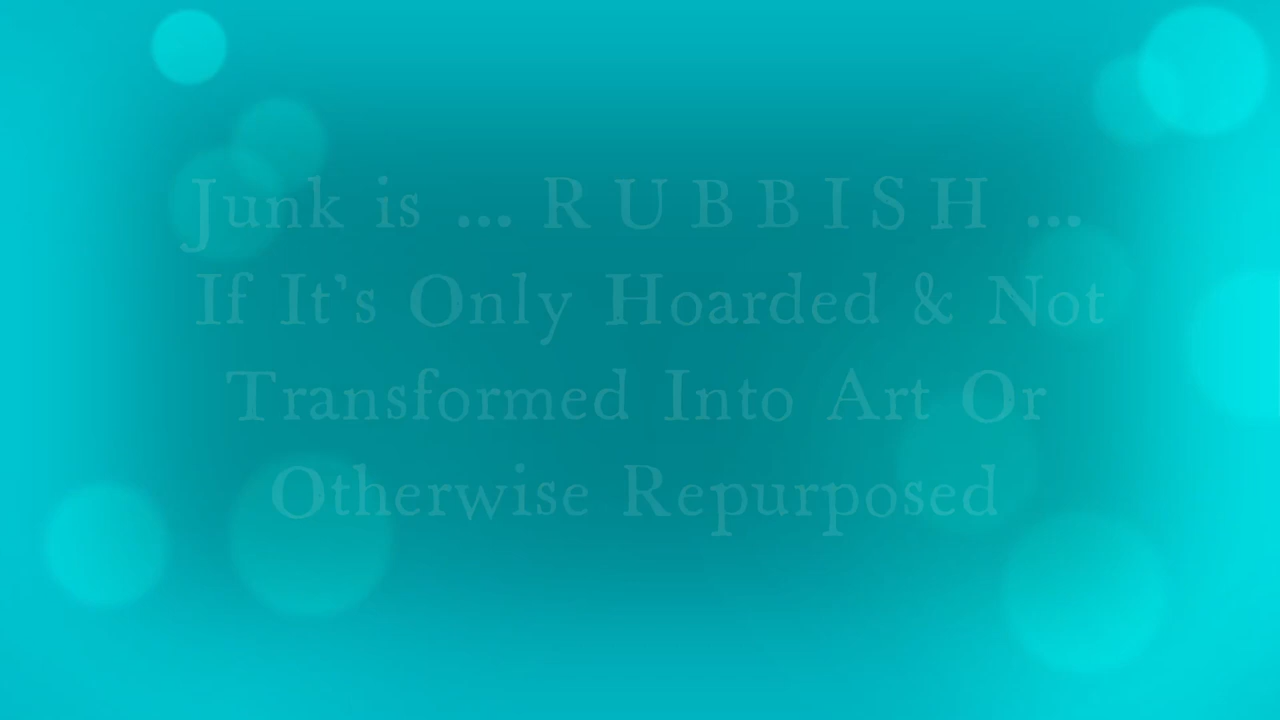 Junk is ... R U B B I S H ...
If It's Only Hoarded & Not
Transformed Into Art Or
Otherwise Repurposed